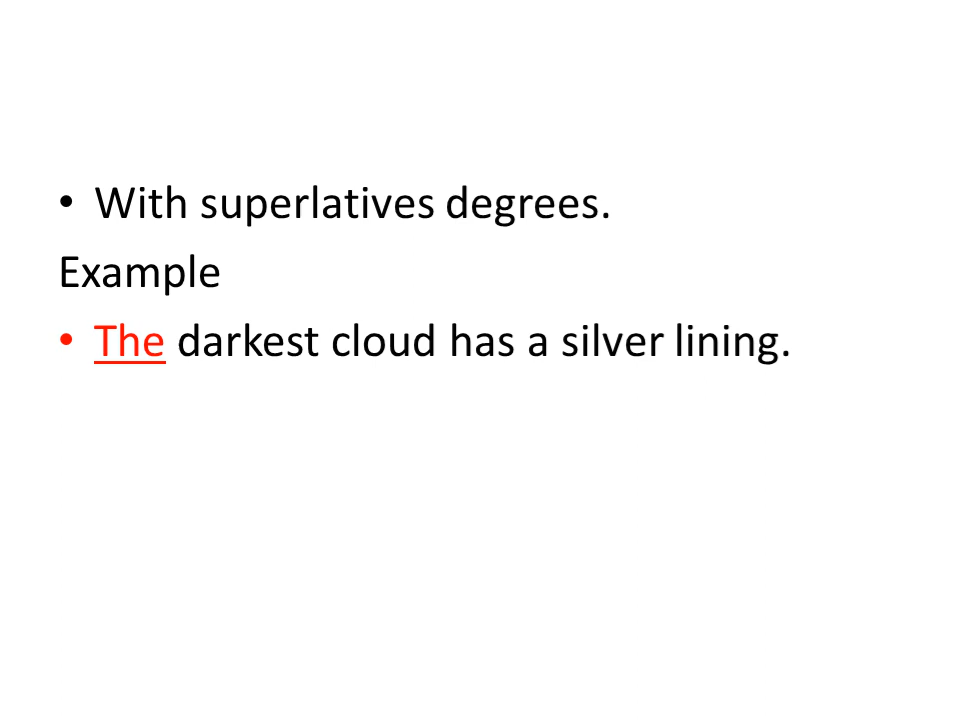 • With superlatives degrees.
Example
• The darkest cloud has a silver lining.